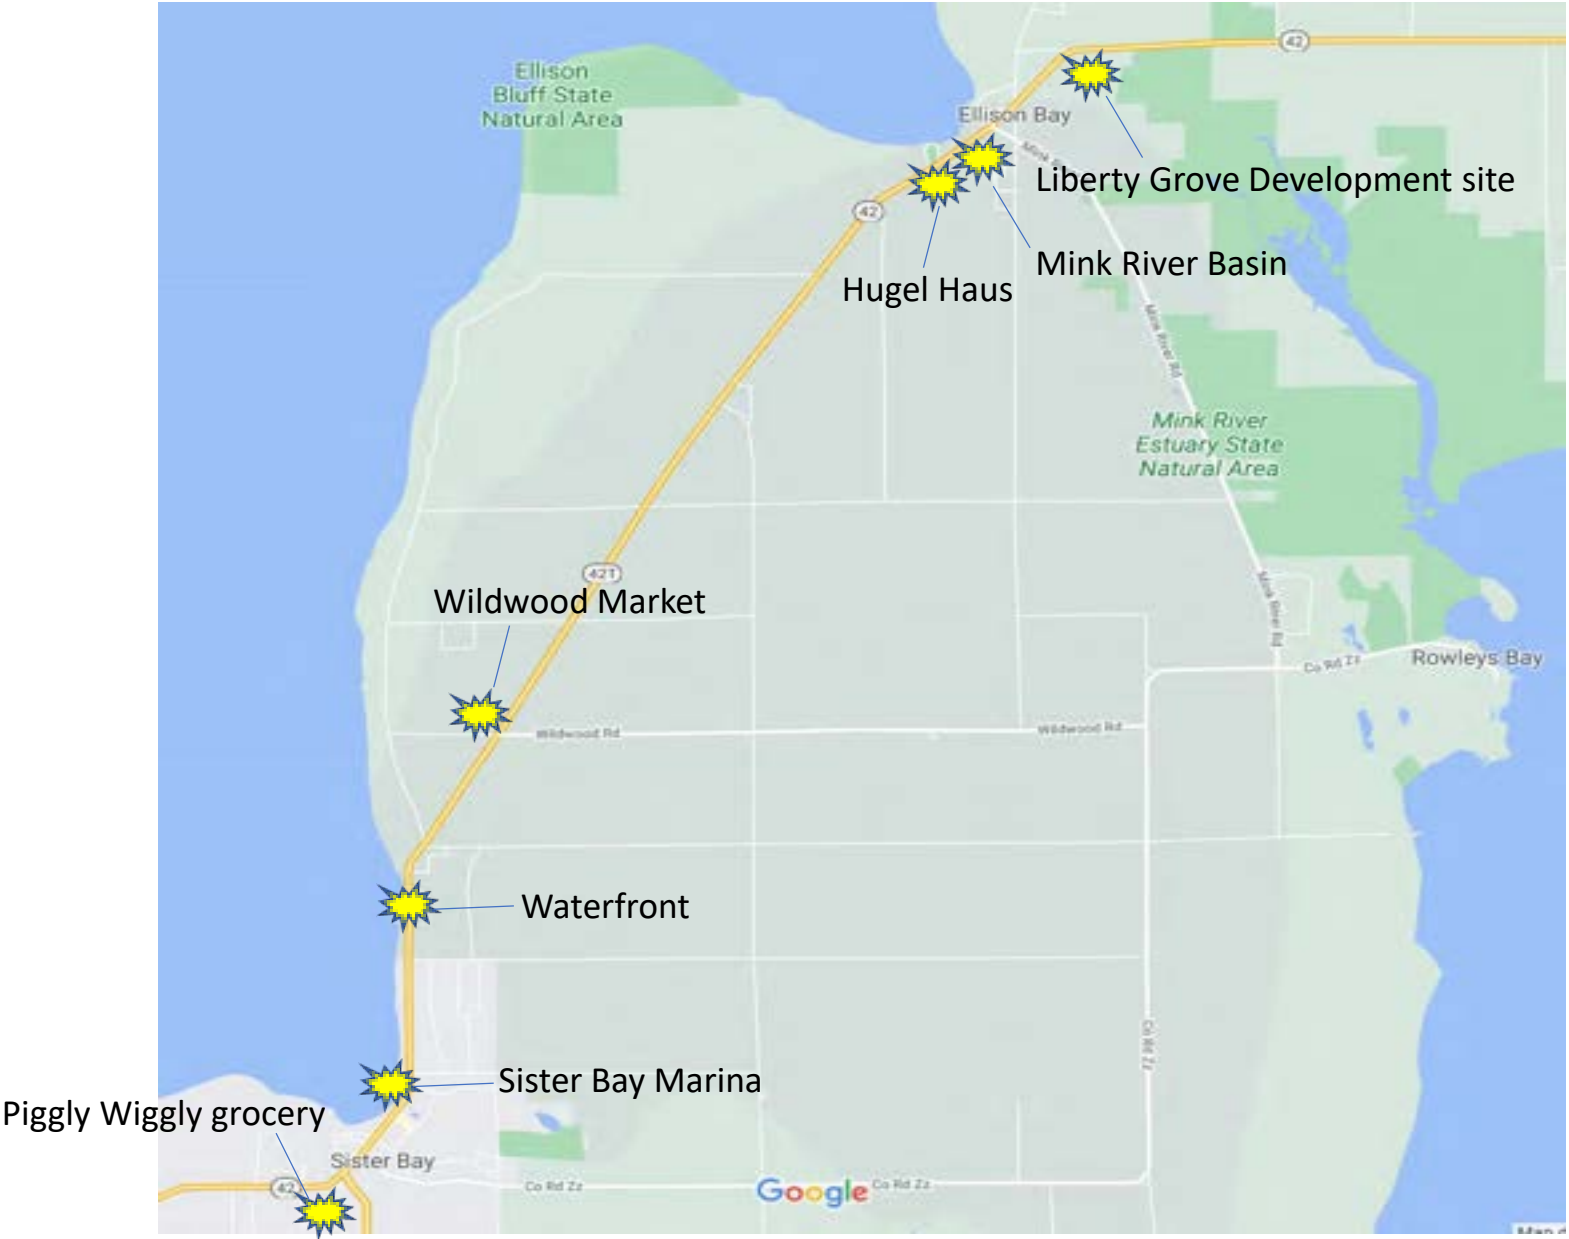 42
Ellison
Bluff State
Natural Area
Ellison Bay
Mink
Liberty Grove Development site
42
Mink River Basin
Hugel Haus
Mink River Rd
Mink River
Estuary State
Natural Area
421
Wildwood Market
Mink River Rd
Co Rd Zz
Rowleys Bay
Wildwood Rd
Wildwood Rd
Waterfront
Co Rd Zz
Sister Bay Marina
Piggly Wiggly grocery
Sister Bay
42
Co Rd Zz
Google
Co Rd Zz